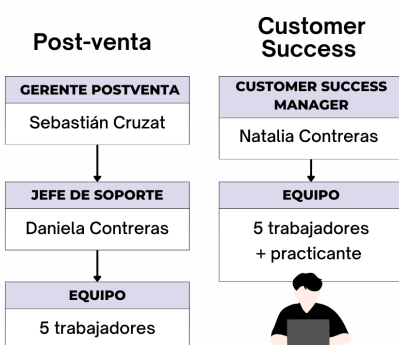 Post-venta
GERENTE POSTVENTA
Sebastián Cruzat
JEFE DE SOPORTE
Daniela Contreras
EQUIPO
5 trabajadores
Customer
Success
CUSTOMER SUCCESS
MANAGER
Natalia Contreras
EQUIPO
5 trabajadores
+ practicante